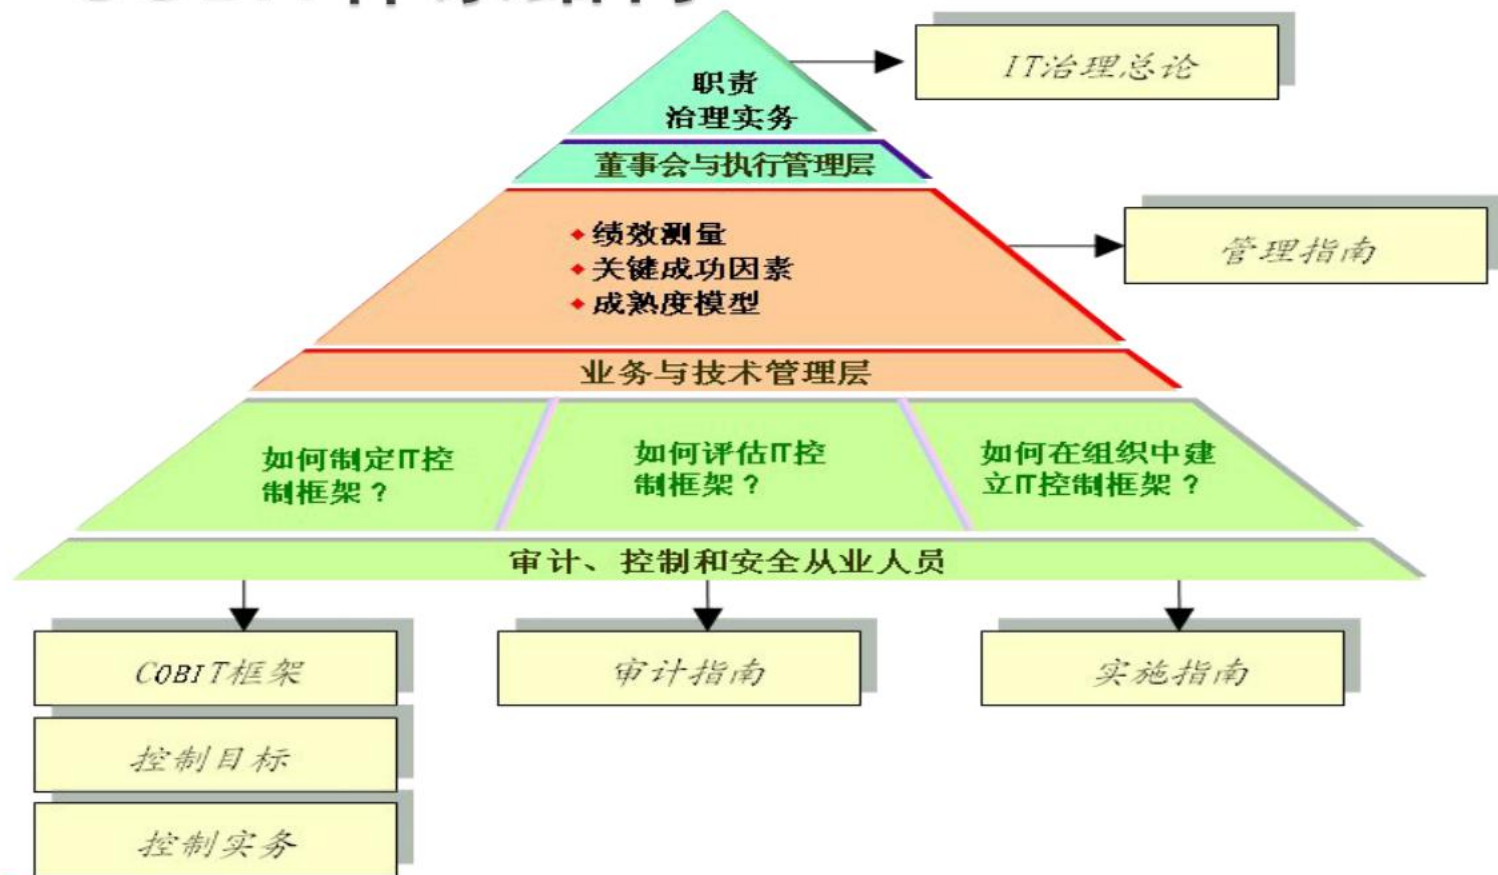 职责
治理实务
IT治理总论
董事会与执行管理层
绩效测量
关键成功因素
成熟度模型
管理指南
业务与技术管理层
如何制定IT控
制框架？
如何评估IT控
制框架？
如何在组织中建
立IT控制框架？
审计、控制和安全从业人员
COBIT框架
审计指南
实施指南
控制目标
控制实务